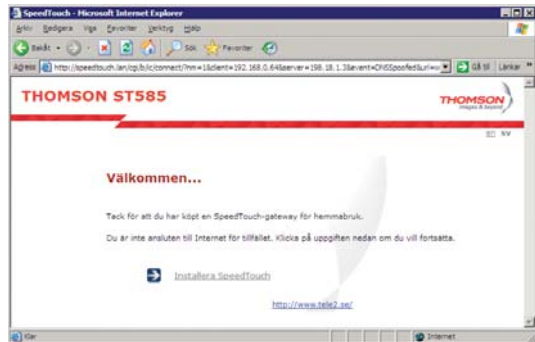 SpeedTouch - Microsoft Internet Explorer
Arkiv Redigera Visa Favoriter Verktyg Hjälp
Bakåt Sök Favoriter
Adress http://speedtouch.lan/cgi/b/ic/connect/?nm=1&client=192.168.0.64&server=198.18.1.3&event=DNSSpoofed&url=w Gå till Länkar »
THOMSON ST585
THOMSON
images & beyond
en sv
Välkommen...
Tack för att du har köpt en SpeedTouch-gateway för hemmabruk.
Du är inte ansluten till Internet för tillfället. Klicka på uppgiften nedan om du vill fortsätta.
Installera SpeedTouch
http://www.tele2.se/
Klar Internet